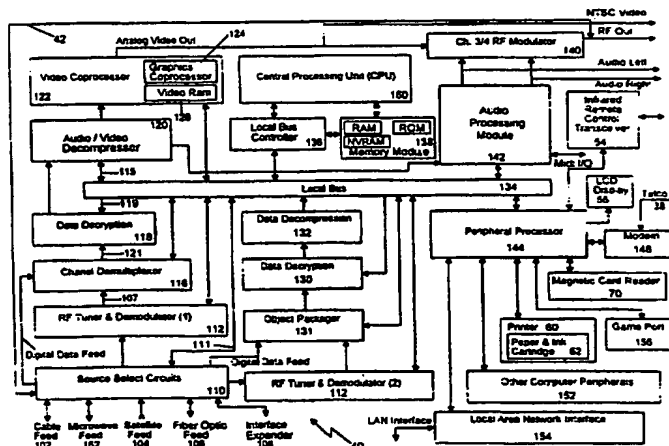 NTSC Video
42
Analog Video Out
124
RF Out
Graphics
Coprocessor
Video Coprocessor
122
Video Ram
126
Ch. 3/4 RF Modulator
140
Audio Left
Audio Right
Central Processing Unit (CPU)
160
Audio / Video
Decompressor
120
Local Bus
Controller
136
RAM
ROM
NVRAM
138
Memory Module
Audio
Processing
Module
142
Infrared
Remote
Control
Transceiver
54
Midi I/O
115
Local Bus
134
119
LCD
Display
56
Telco
38
Data Decryption
118
Data Decompression
132
Peripheral Processor
144
Modem
148
121
Channel Demultiplexer
116
Data Decryption
130
Magnetic Card Reader
70
107
RF Tuner & Demodulator (1)
112
Object Packager
131
Printer 60
Paper & Ink
Cartridge
62
Game Port
156
Digital Data Feed
111
Digital Data Feed
Source Select Circuits
110
RF Tuner & Demodulator (2)
112
Other Computer Peripherals
152
Cable
Feed
102
Microwave
Feed
Satellite
Feed
104
Fiber Optic
Feed
Interface
Expander
LAN Interface
Local Area Network Interface
154